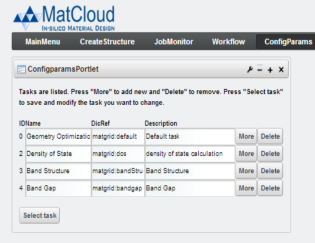 MatCloud
IN-SILICO MATERIAL DESIGN
MainMenu CreateStructure JobMonitor Workflow ConfigParams
ConfigparamsPortlet
Tasks are listed. Press "More" to add new and "Delete" to remove. Press "Select task"
to save and modify the task you want to change.
ID Name DicRef Description
0 Geometry Optimizatic matgrid:default Default task More Delete
2 Density of State matgrid:dos density of state calculation More Delete
3 Band Structure matgrid:bandStru Band Structure More Delete
4 Band Gap matgrid:bandgap Band Gap More Delete
Select task